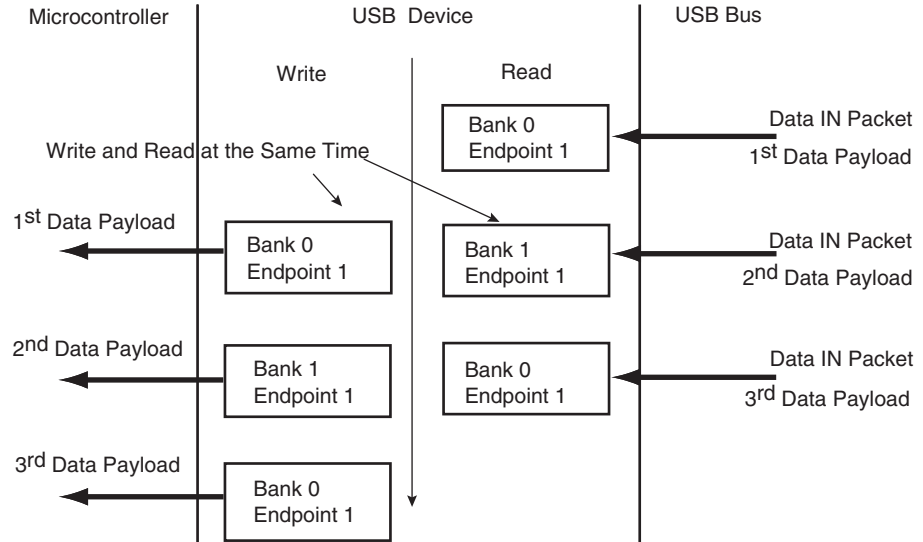 Microcontroller
USB Device
USB Bus
Write
Read
Bank 0
Endpoint 1
Data IN Packet
1st Data Payload
Write and Read at the Same Time
1st Data Payload
Bank 0
Endpoint 1
Bank 1
Endpoint 1
Data IN Packet
2nd Data Payload
2nd Data Payload
Bank 1
Endpoint 1
Bank 0
Endpoint 1
Data IN Packet
3rd Data Payload
3rd Data Payload
Bank 0
Endpoint 1